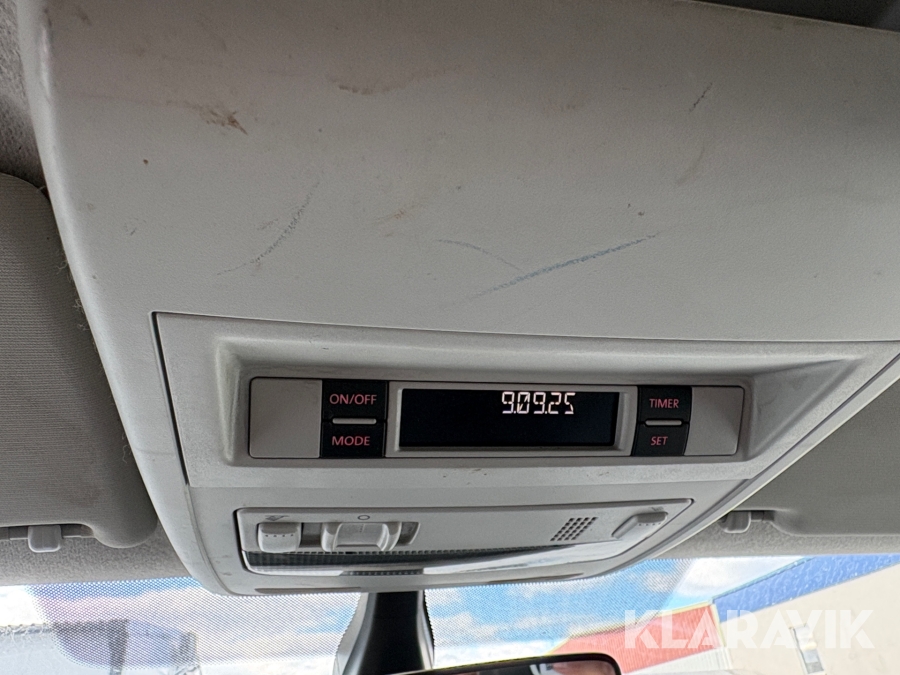 ON/OFF
MODE
9.09.25
TIMER
SET
KLARAVIK